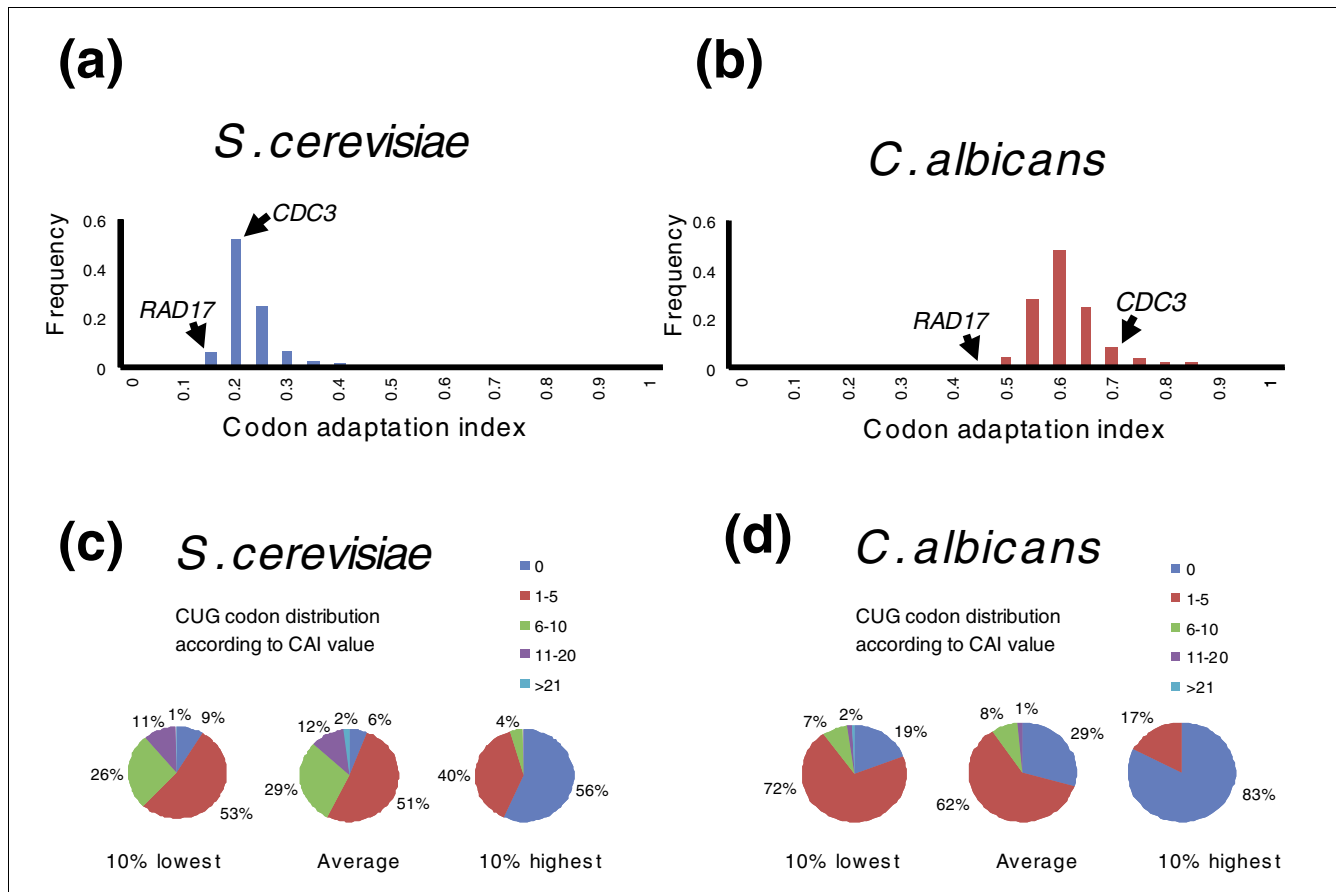 (a)
S.cerevisiae
Frequency
0.6
0.4
0.2
0
RAD17
CDC3
0
0.1
0.2
0.3
0.4
0.5
0.6
0.7
0.8
0.9
1
Codon adaptation index
(b)
C.albicans
Frequency
0.6
0.4
0.2
0
RAD17
CDC3
0
0.1
0.2
0.3
0.4
0.5
0.6
0.7
0.8
0.9
1
Codon adaptation index
(c)
S.cerevisiae
CUG codon distribution
according to CAI value
0
1-5
6-10
11-20
>21
11%
1%
9%
26%
53%
10% lowest
12%
2%
6%
29%
51%
Average
4%
40%
56%
10% highest
(d)
C.albicans
CUG codon distribution
according to CAI value
0
1-5
6-10
11-20
>21
7%
2%
19%
72%
10% lowest
8%
1%
29%
62%
Average
17%
83%
10% highest